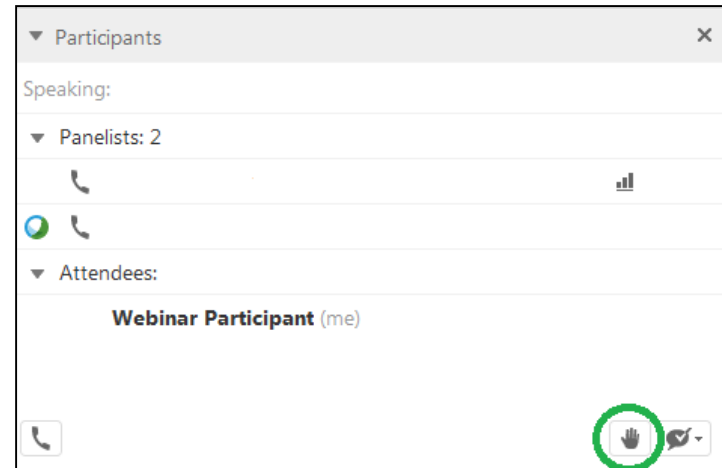 Participants
Speaking:
Panelists: 2
Attendees:
Webinar Participant (me)